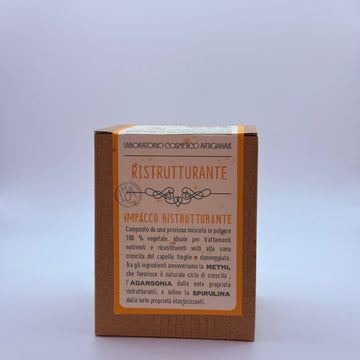 LABORATORIO COSMETICO ARTIGIANALE
RISTRUTTURANTE
IMPACCO RISTRUTTURANTE
Composto da una preziosa miscela in polvere
100 % vegetale. Ideale per trattamenti
nutrienti e ricostituenti volti alla sana
crescita del capello fragile e danneggiato.
Tra gli ingredienti annoveriamo la METHI,
che favorisce il naturale ciclo di crescita ,
l'ADANSONIA dalle note proprietà
ristrutturanti, e infine la SPIRULINA
dalle note proprietà elasticizzanti.